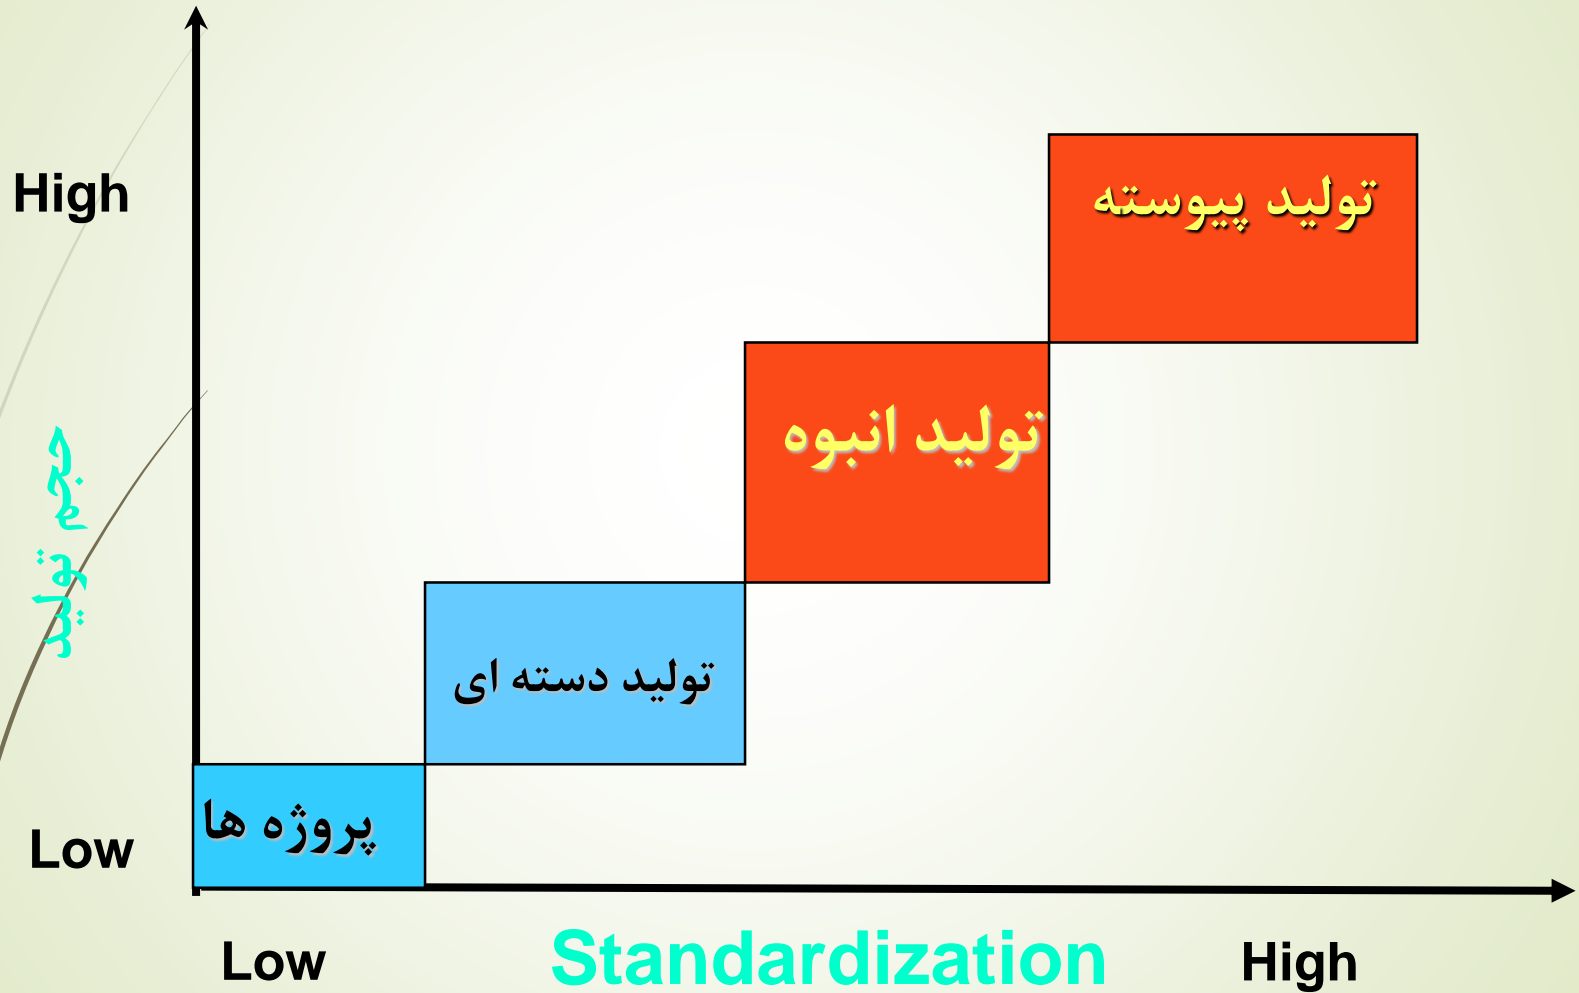 High
تولید پیوسته
تولید انبوه
حجم تولید
تولید دسته ای
پروژه ها
Low
Low
Standardization
High